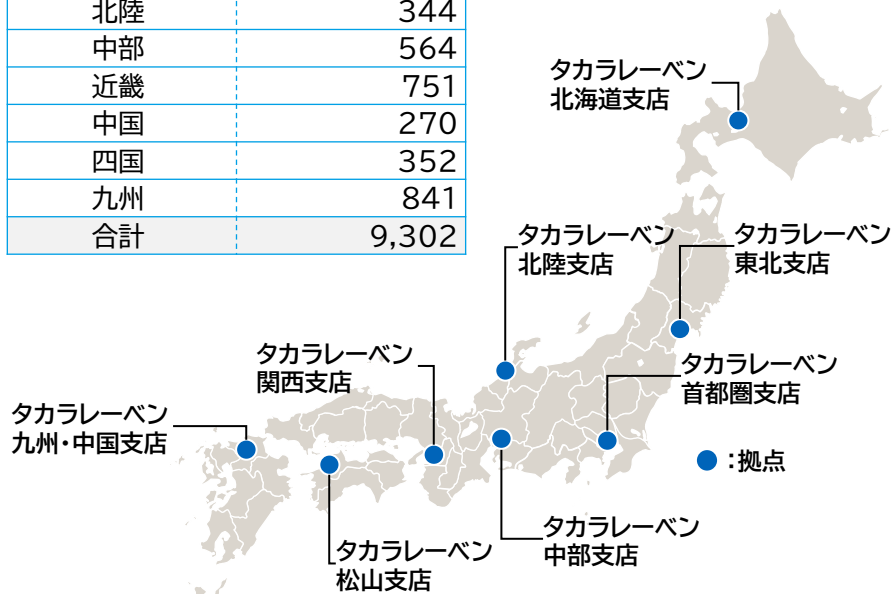 北陸 344
中部 564
近畿 751
中国 270
四国 352
九州 841
合計 9,302
タカラレーベン
北海道支店
タカラレーベン
北陸支店
タカラレーベン
東北支店
タカラレーベン
関西支店
タカラレーベン
首都圏支店
タカラレーベン
九州・中国支店
：拠点
タカラレーベン
中部支店
タカラレーベン
松山支店